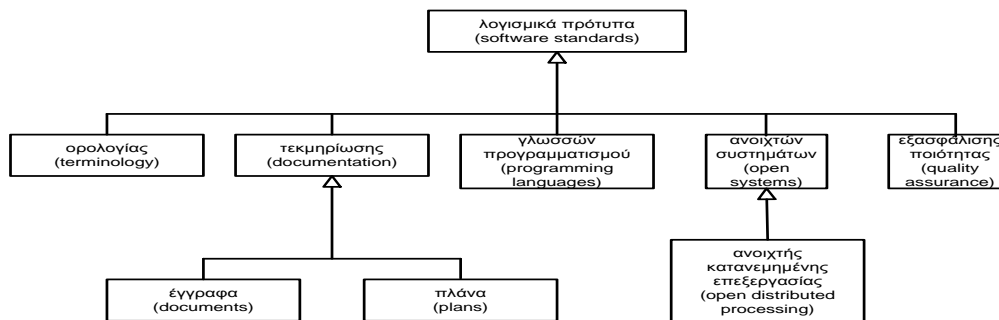 λογισμικά πρότυπα
(software standards)
ορολογίας
(terminology)
τεκμηρίωσης
(documentation)
γλωσσών
προγραμματισμού
(programming
languages)
ανοιχτών
συστημάτων
(open
systems)
εξασφάλισης
ποιότητας
(quality
assurance)
έγγραφα
(documents)
πλάνα
(plans)
ανοιχτής
κατανεμημένης
επεξεργασίας
(open distributed
processing)